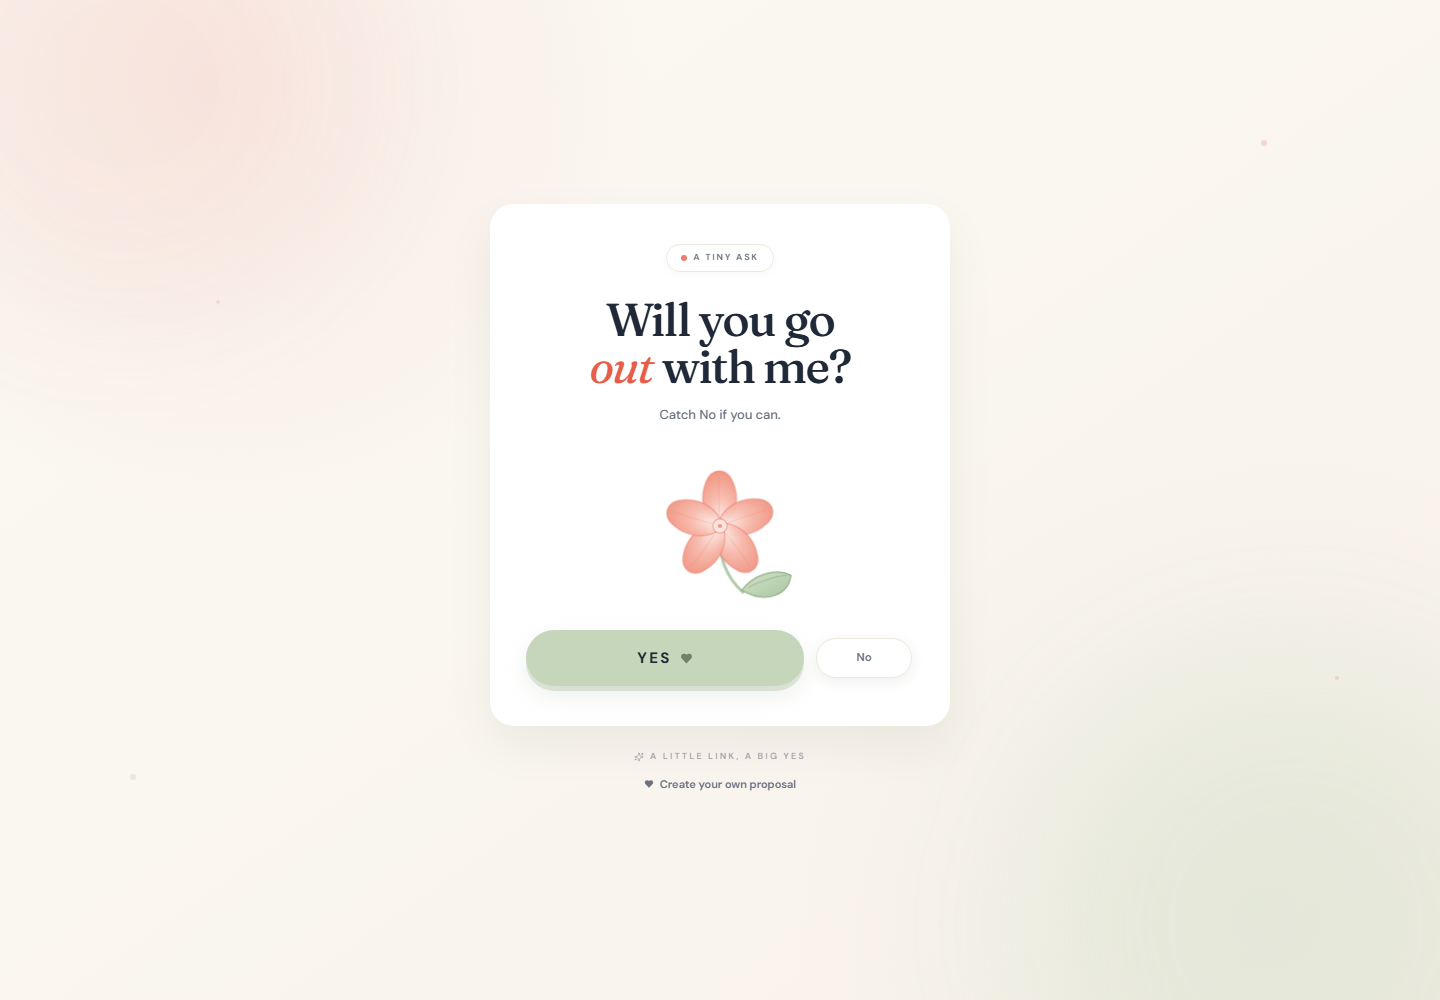 A TINY ASK
Will you go
out with me?
Catch No if you can.
YES
No
A LITTLE LINK, A BIG YES
Create your own proposal